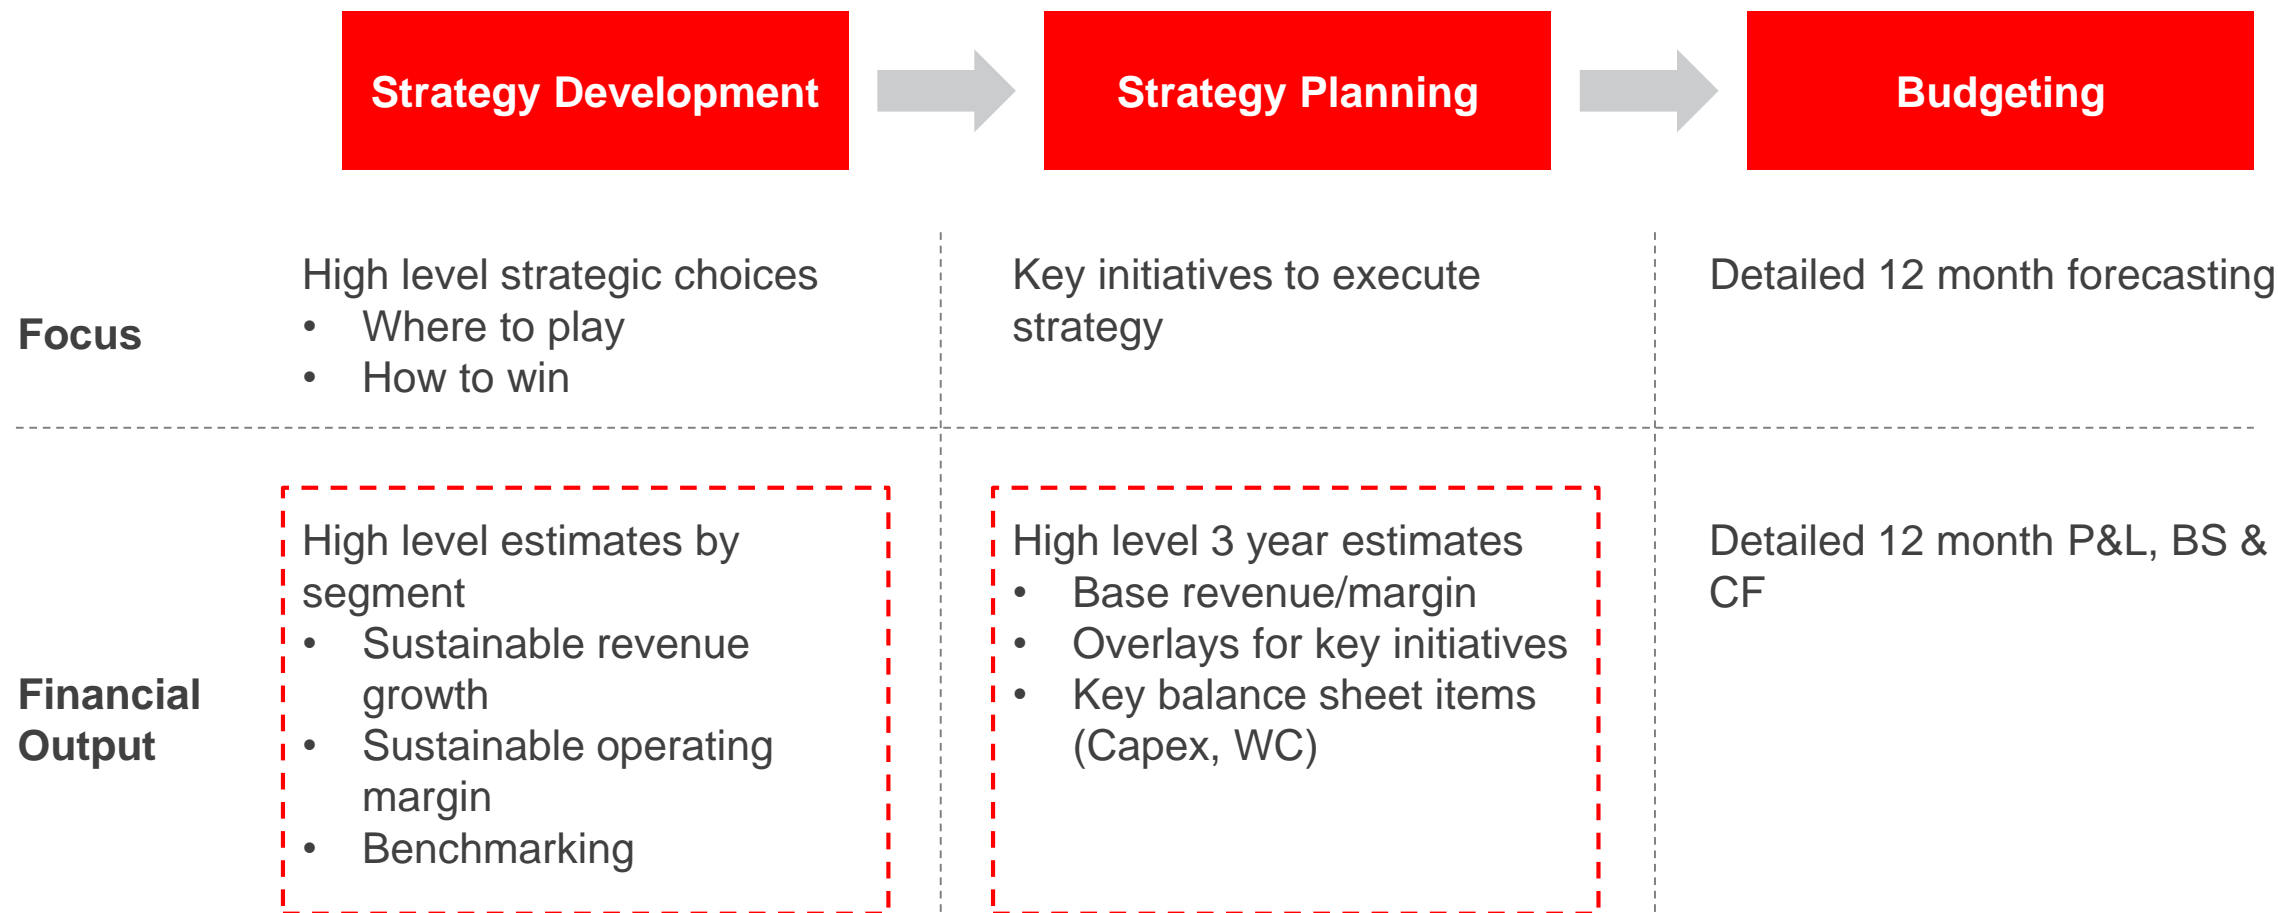 Strategy Development
Strategy Planning
Budgeting
Focus
High level strategic choices
• Where to play
• How to win
Key initiatives to execute
strategy
Detailed 12 month forecasting
Financial
Output
High level estimates by
segment
• Sustainable revenue
growth
• Sustainable operating
margin
• Benchmarking
High level 3 year estimates
• Base revenue/margin
• Overlays for key initiatives
• Key balance sheet items
(Capex, WC)
Detailed 12 month P&L, BS &
CF